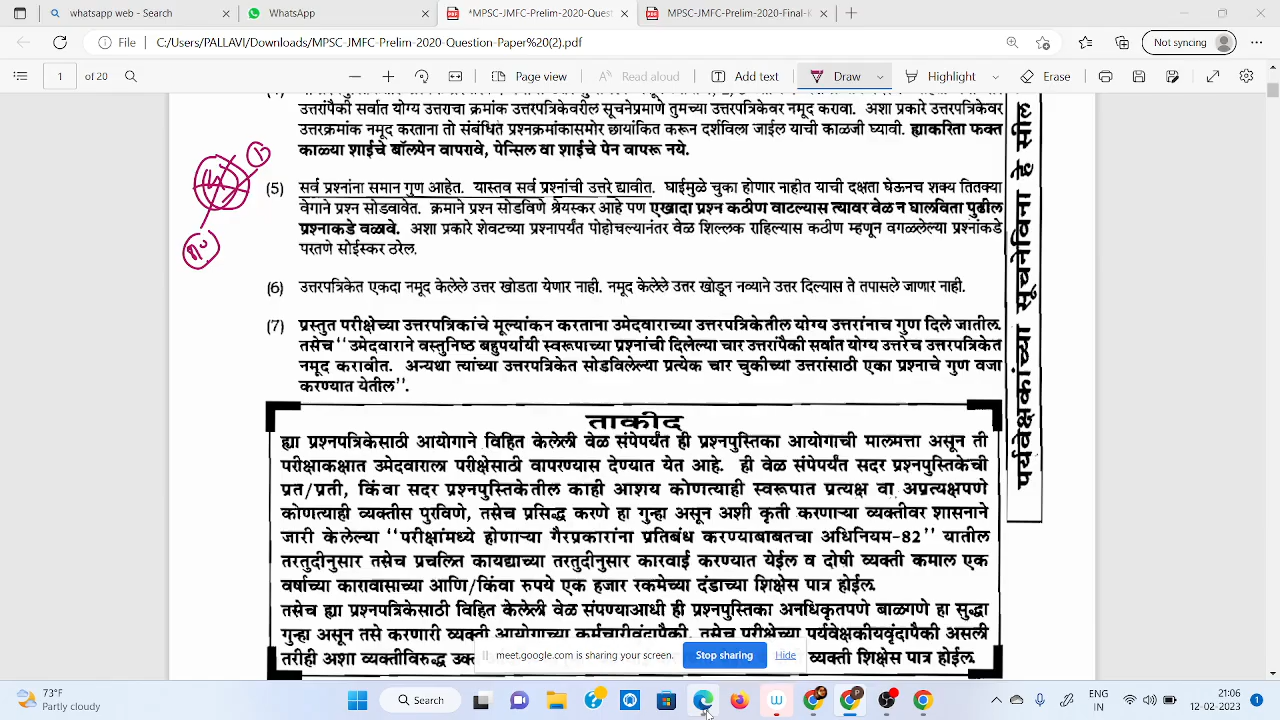 whatsapp web - Search
WhatsApp
*MPSC-JMFC-Prelim-2020-Quest
MPSC-JMFC-Prelim-2020-Final-K
File
C:/Users/PALLAVI/Downloads/MPSC JMFC-Prelim-2020-Question-Paper%20(2).pdf
Not syncing
1 of 20
Page view
Read aloud
Add text
Draw
Highlight
Erase
उत्तरांपैकी सर्वात योग्य उत्तराचा क्रमांक उत्तरपत्रिकेवरील सूचनेप्रमाणे तुमच्या उत्तरपत्रिकेवर नमूद करावा. अशा प्रकारे उत्तरपत्रिकेवर
उत्तरक्रमांक नमूद करताना तो संबंधित प्रश्नक्रमांकासमोर छायांकित करून दर्शविला जाईल याची काळजी घ्यावी. ह्याकरिता फक्त
काळ्या शाईचे बॉलपेन वापरावे, पेन्सिल वा शाईचे पेन वापरू नये.
(5) सर्व प्रश्नांना समान गुण आहेत. यास्तव सर्व प्रश्नांची उत्तरे द्यावीत. घाईमुळे चुका होणार नाहीत याची दक्षता घेऊनच शक्य तितक्या
वेगाने प्रश्न सोडवावेत. क्रमाने प्रश्न सोडविणे श्रेयस्कर आहे पण एखादा प्रश्न कठीण वाटल्यास त्यावर वेळ न घालविता पुढील
प्रश्नाकडे वळावे. अशा प्रकारे शेवटच्या प्रश्नापर्यंत पोहोचल्यानंतर वेळ शिल्लक राहिल्यास कठीण म्हणून वगळलेल्या प्रश्नांकडे
परतणे सोईस्कर ठरेल.
(6) उत्तरपत्रिकेत एकदा नमूद केलेले उत्तर खोडता येणार नाही. नमूद केलेले उत्तर खोडून नव्याने उत्तर दिल्यास ते तपासले जाणार नाही.
(7) प्रस्तुत परीक्षेच्या उत्तरपत्रिकांचे मूल्यांकन करताना उमेदवाराच्या उत्तरपत्रिकेतील योग्य उत्तरांनाच गुण दिले जातील.
तसेच "उमेदवाराने वस्तुनिष्ठ बहुपर्यायी स्वरूपाच्या प्रश्नांची दिलेल्या चार उत्तरांपैकी सर्वात योग्य उत्तरेच उत्तरपत्रिकेत
नमूद करावीत. अन्यथा त्यांच्या उत्तरपत्रिकेत सोडविलेल्या प्रत्येक चार चुकीच्या उत्तरांसाठी एका प्रश्नाचे गुण वजा
करण्यात येतील".
ताकीद
ह्या प्रश्नपत्रिकेसाठी आयोगाने विहित केलेली वेळ संपेपर्यंत ही प्रश्नपुस्तिका आयोगाची मालमत्ता असून ती
परीक्षाकक्षात उमेदवाराला परीक्षेसाठी वापरण्यास देण्यात येत आहे. ही वेळ संपेपर्यंत सदर प्रश्नपुस्तिकेची
प्रत/प्रती, किंवा सदर प्रश्नपुस्तिकेतील काही आशय कोणत्याही स्वरूपात प्रत्यक्ष वा अप्रत्यक्षपणे
कोणत्याही व्यक्तीस पुरविणे, तसेच प्रसिद्ध करणे हा गुन्हा असून अशी कृती करणाऱ्या व्यक्तीवर शासनाने
जारी केलेल्या "परीक्षांमध्ये होणाऱ्या गैरप्रकारांना प्रतिबंध करण्याबाबतचा अधिनियम-82" यातील
तरतुदीनुसार तसेच प्रचलित कायद्याच्या तरतुदीनुसार कारवाई करण्यात येईल व दोषी व्यक्ती कमाल एक
वर्षाच्या कारावासाच्या आणि/किंवा रुपये एक हजार रकमेच्या दंडाच्या शिक्षेस पात्र होईल.
तसेच ह्या प्रश्नपत्रिकेसाठी विहित केलेली वेळ संपण्याआधी ही प्रश्नपुस्तिका अनधिकृतपणे बाळगणे हा सुद्धा
गुन्हा असून तसे करणारी व्यक्ती आयोगाच्या कर्मचारीवृंदापैकी, तसेच परीक्षेच्या पर्यवेक्षकीयवृंदापैकी असली
तरीही अशा व्यक्तीविरुद्ध उक्त व्यक्ती शिक्षेस पात्र होईल.
पर्यवेक्षकांच्या सूचनेविना हे सील
meet.google.com is sharing your screen.
Stop sharing
Hide
73°F
Partly cloudy
Search
ENG
IN
21:06
12-02-2023